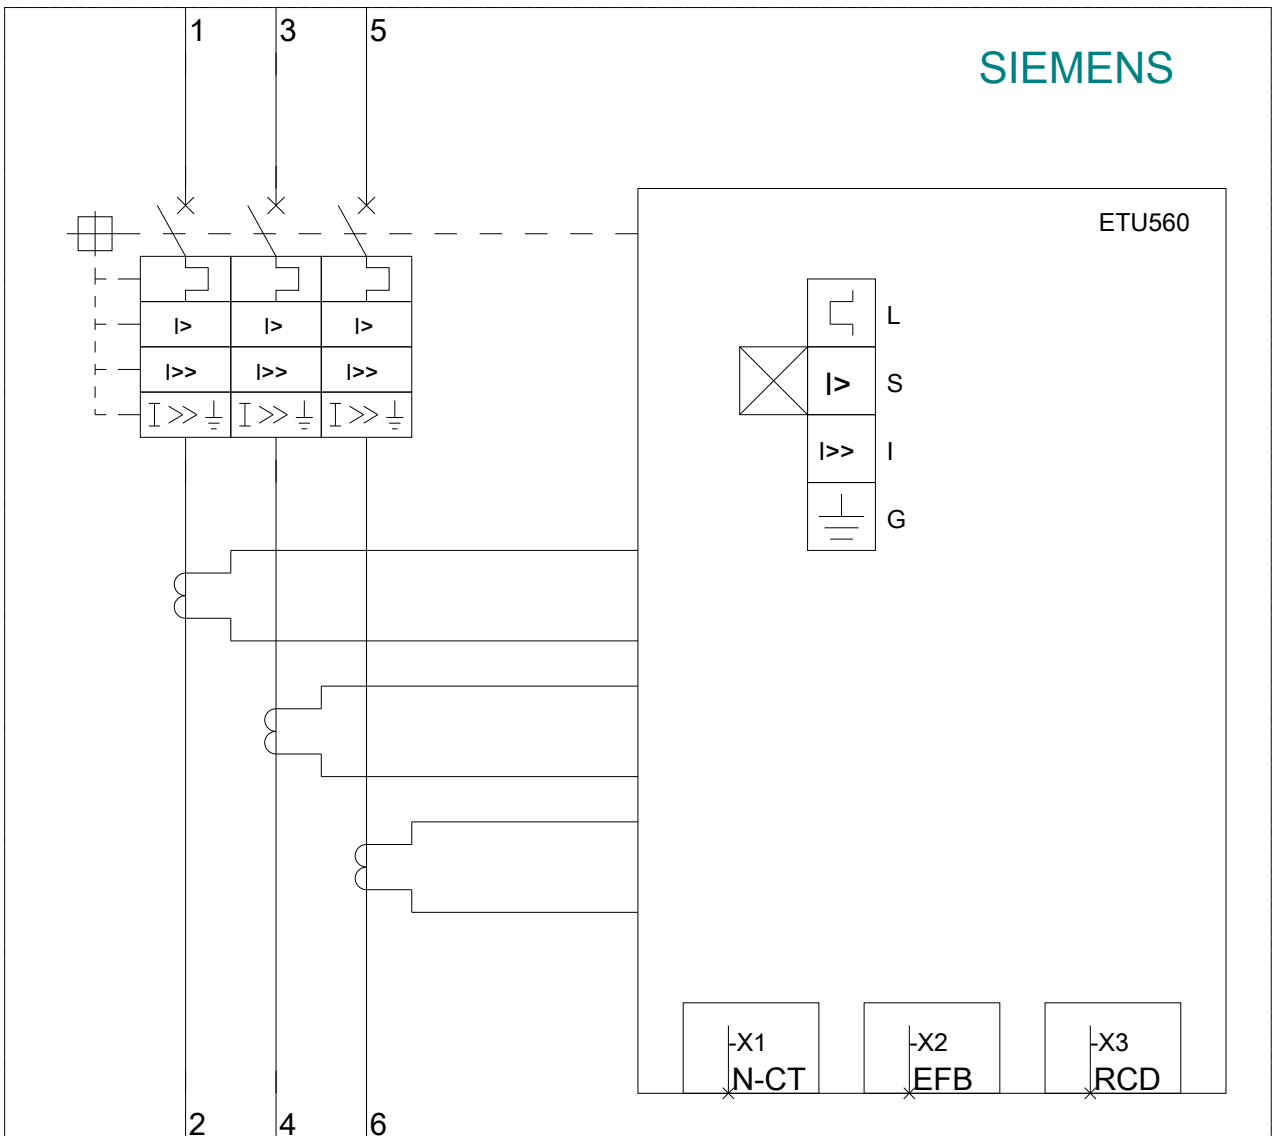 1 3 5
SIEMENS
ETU560
L
I> I> I> I> S
I>> I>> I>> I>> I
I >> I >> I >> G
-X1 -X2 -X3
N-CT EFB RCD
2 4 6